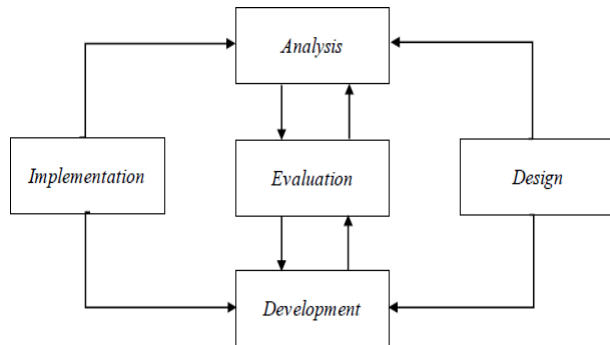 Analysis
Implementation
Evaluation
Design
Development